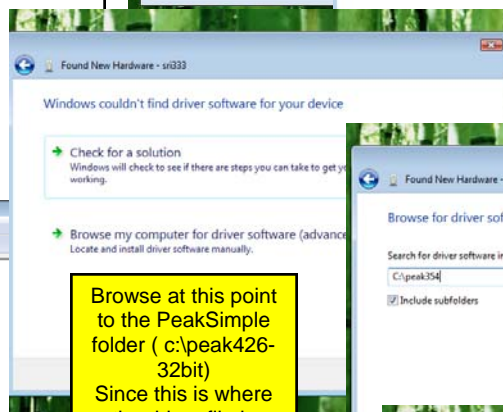 Found New Hardware - sri333
Windows couldn't find driver software for your device
Check for a solution
Windows will check to see if there are steps you can take to get
working.
Browse my computer for driver software
Locate and install driver software manually.
Browse at this point
to the PeakSimple
folder ( c:\peak426-
32bit)
Since this is where
Found New Hardware -
Browse for driver
Search for driver software
C:\peak354
Include subfolders